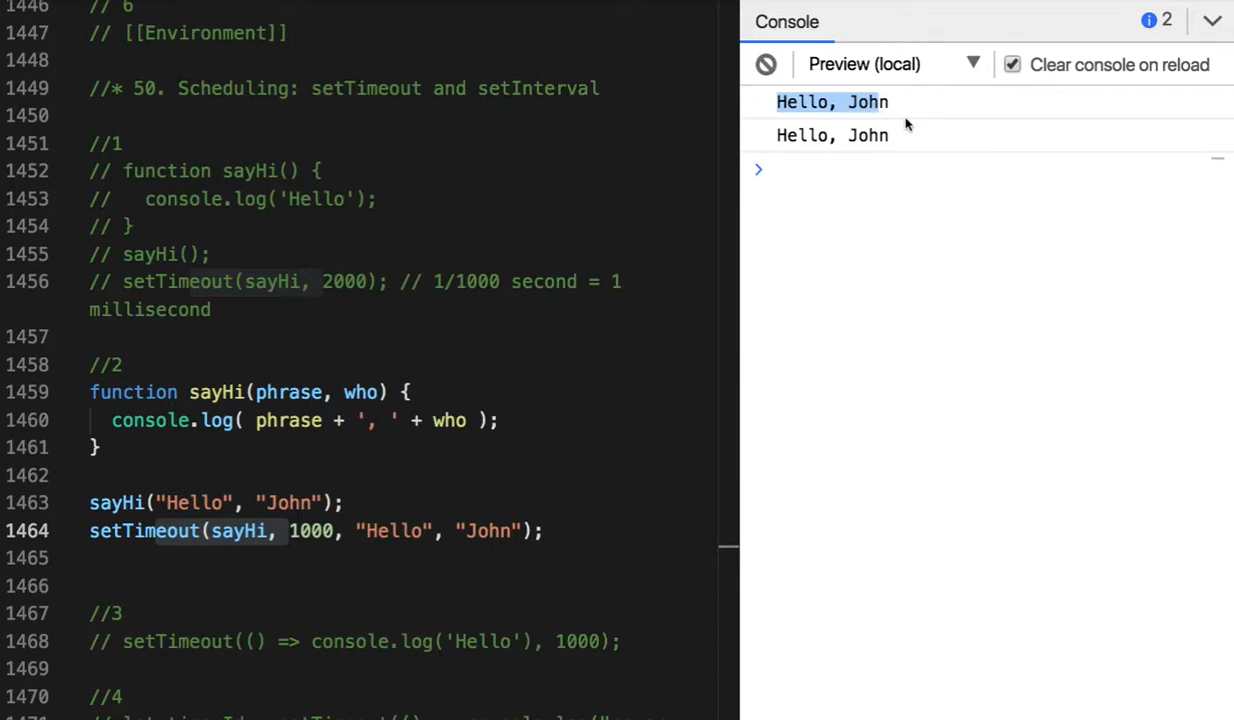 1446 // 6
1447 // [[Environment]]
1448
1449 //* 50. Scheduling: setTimeout and setInterval
1450
1451 //1
1452 // function sayHi() {
1453 //   console.log('Hello');
1454 // }
1455 // sayHi();
1456 // setTimeout(sayHi, 2000); // 1/1000 second = 1
millisecond
1457
1458 //2
1459 function sayHi(phrase, who) {
1460   console.log( phrase + ', ' + who );
1461 }
1462
1463 sayHi("Hello", "John");
1464 setTimeout(sayHi, 1000, "Hello", "John");
1465
1466
1467 //3
1468 // setTimeout(() => console.log('Hello'), 1000);
1469
1470 //4
Console
2
Preview (local)
Clear console on reload
Hello, John
Hello, John